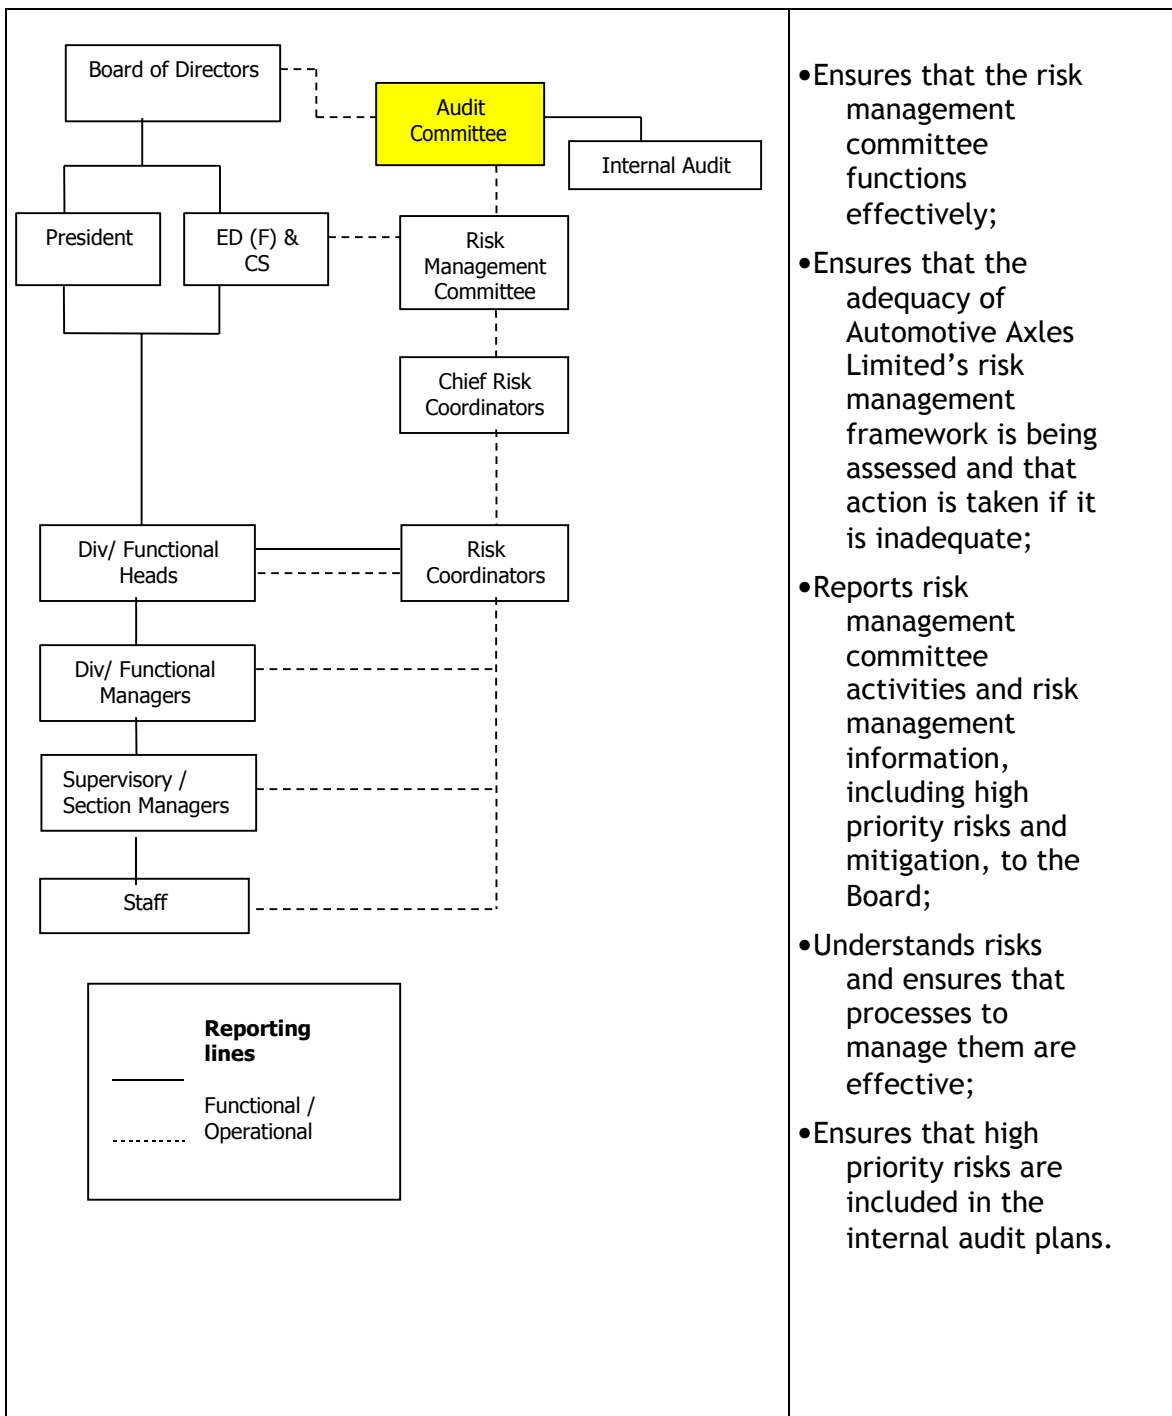 Board of Directors
Audit
Committee
Internal Audit
President
ED (F) &
CS
Risk
Management
Committee
Chief Risk
Coordinators
Div/ Functional
Heads
Risk
Coordinators
Div/ Functional
Managers
Supervisory /
Section Managers
Staff
Reporting
lines
Functional /
Operational
•Ensures that the risk
management
committee
functions
effectively;
•Ensures that the
adequacy of
Automotive Axles
Limited’s risk
management
framework is being
assessed and that
action is taken if it
is inadequate;
•Reports risk
management
committee
activities and risk
management
information,
including high
priority risks and
mitigation, to the
Board;
•Understands risks
and ensures that
processes to
manage them are
effective;
•Ensures that high
priority risks are
included in the
internal audit plans.